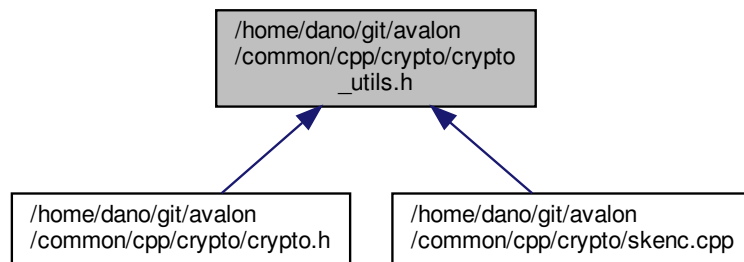 /home/dano/git/avalon
/common/cpp/crypto/crypto
_utils.h
/home/dano/git/avalon
/common/cpp/crypto/crypto.h
/home/dano/git/avalon
/common/cpp/crypto/skenc.cpp